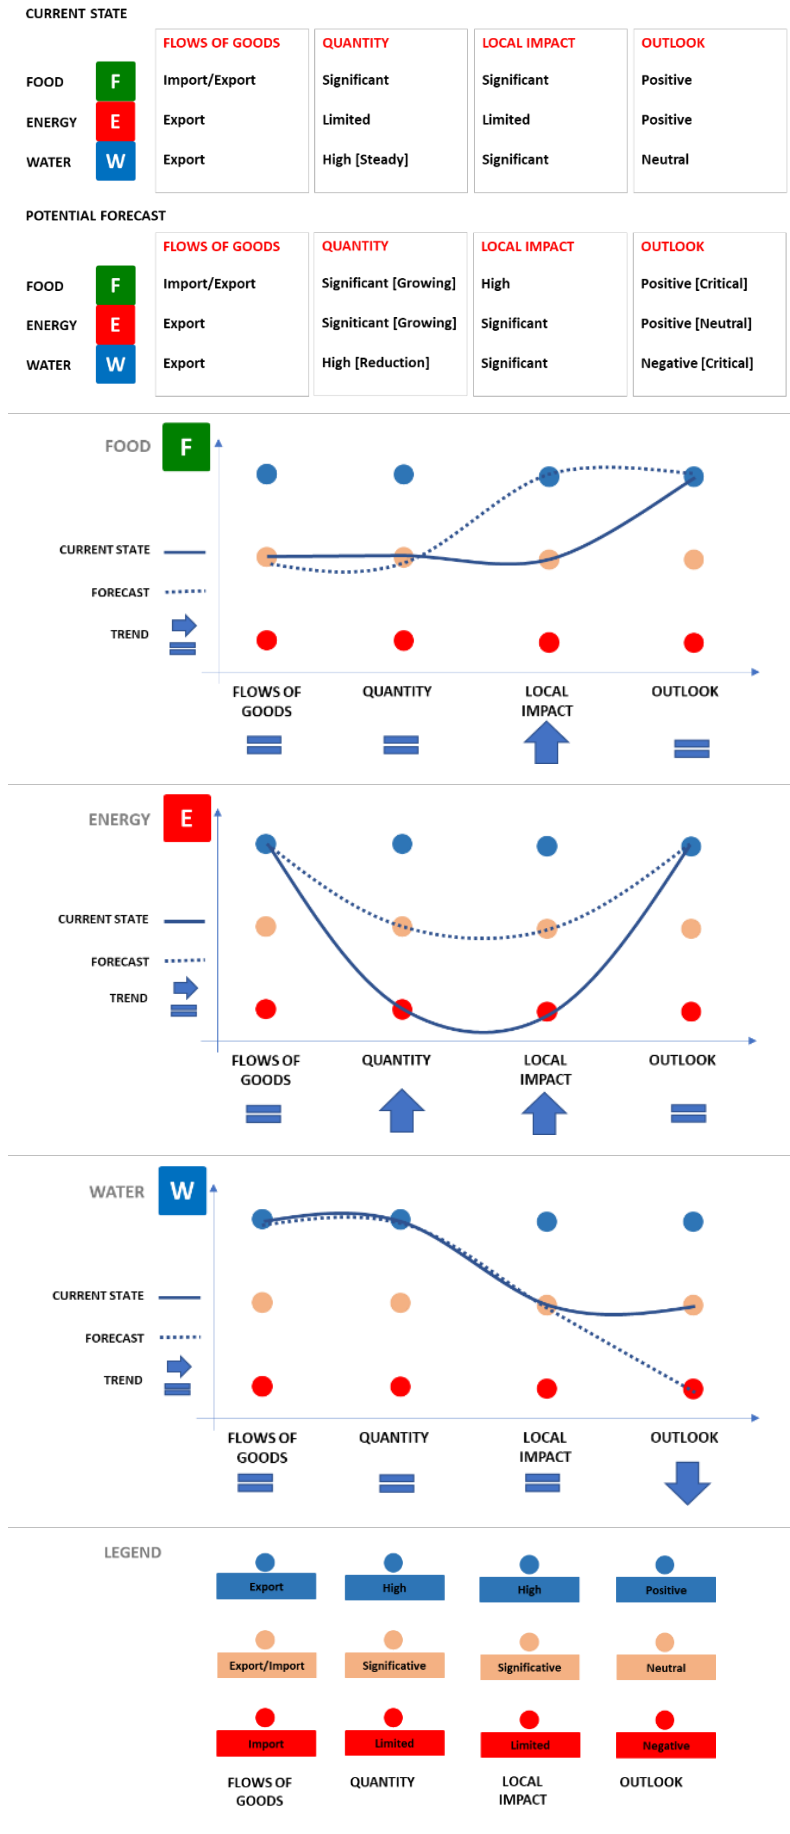 CURRENT STATE
FLOWS OF GOODS QUANTITY LOCAL IMPACT OUTLOOK
FOOD F Import/Export Significant Significant Positive
ENERGY E Export Limited Limited Positive
WATER W Export High [Steady] Significant Neutral
POTENTIAL FORECAST
FLOWS OF GOODS QUANTITY LOCAL IMPACT OUTLOOK
FOOD F Import/Export Significant [Growing] High Positive [Critical]
ENERGY E Export Signiticant [Growing] Significant Positive [Neutral]
WATER W Export High [Reduction] Significant Negative [Critical]
FOOD F
CURRENT STATE
FORECAST
TREND
FLOWS OF QUANTITY LOCAL OUTLOOK
GOODS IMPACT
ENERGY E
CURRENT STATE
FORECAST
TREND
FLOWS OF QUANTITY LOCAL OUTLOOK
GOODS IMPACT
WATER W
CURRENT STATE
FORECAST
TREND
FLOWS OF QUANTITY LOCAL OUTLOOK
GOODS IMPACT
LEGEND
Export High High Positive
Export/Import Significative Significative Neutral
Import Limited Limited Negative
FLOWS OF QUANTITY LOCAL OUTLOOK
GOODS IMPACT